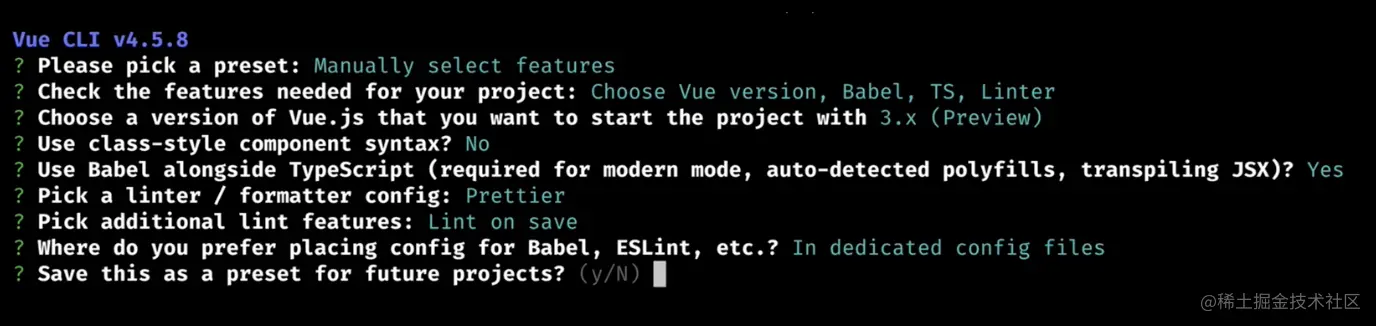 Vue CLI v4.5.8
? Please pick a preset: Manually select features
? Check the features needed for your project: Choose Vue version, Babel, TS, Linter
? Choose a version of Vue.js that you want to start the project with 3.x (Preview)
? Use class-style component syntax? No
? Use Babel alongside TypeScript (required for modern mode, auto-detected polyfills, transpiling JSX)? Yes
? Pick a linter / formatter config: Prettier
? Pick additional lint features: Lint on save
? Where do you prefer placing config for Babel, ESLint, etc.? In dedicated config files
? Save this as a preset for future projects? (y/N)
@稀土掘金技术社区